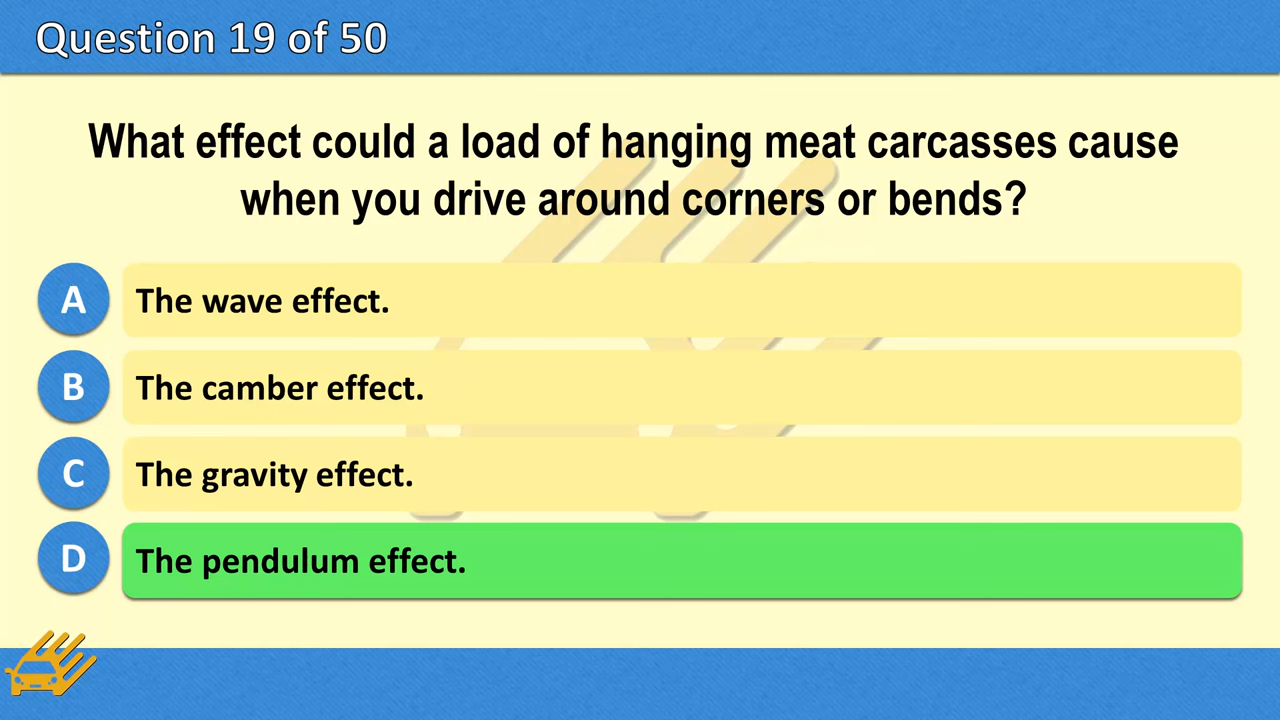 Question 19 of 50
What effect could a load of hanging meat carcasses cause
when you drive around corners or bends?
A
The wave effect.
B
The camber effect.
C
The gravity effect.
D
The pendulum effect.